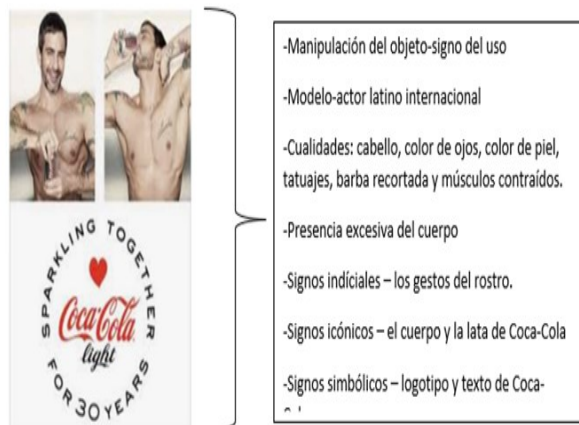 SPARKLING TOGETHER
Coca-Cola
light
FOR 30 YEARS
-Manipulación del objeto-signo del uso
-Modelo-actor latino internacional
-Cualidades: cabello, color de ojos, color de piel,
tatuajes, barba recortada y músculos contraídos.
-Presencia excesiva del cuerpo
-Signos indíciales – los gestos del rostro.
-Signos icónicos – el cuerpo y la lata de Coca-Cola
-Signos simbólicos – logotipo y texto de Coca-